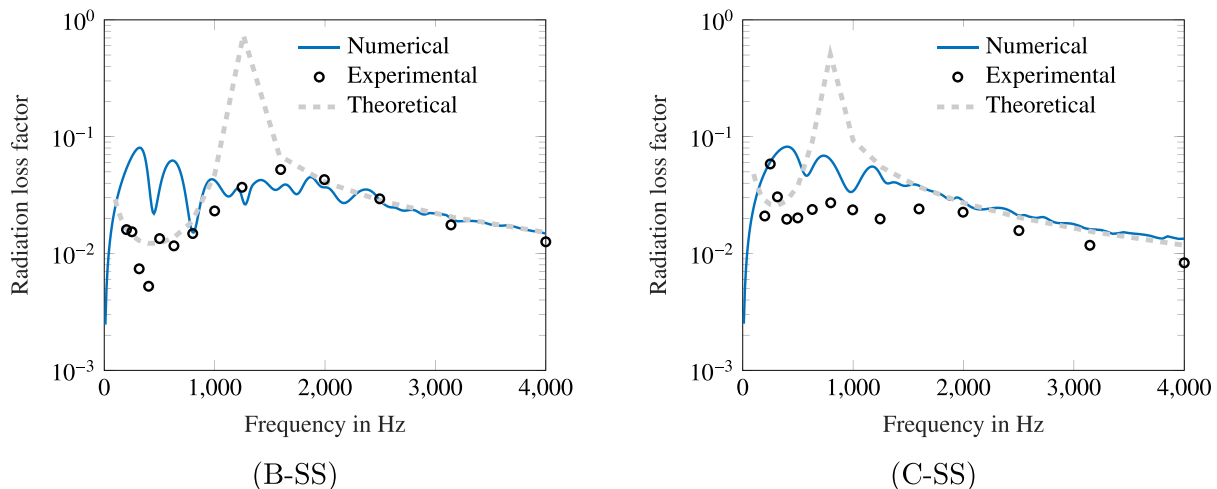 10^0
10^-1
10^-2
10^-3
Radiation loss factor
Numerical
Experimental
Theoretical
0
1,000
2,000
3,000
4,000
Frequency in Hz
(B-SS)
10^0
10^-1
10^-2
10^-3
Radiation loss factor
Numerical
Experimental
Theoretical
0
1,000
2,000
3,000
4,000
Frequency in Hz
(C-SS)